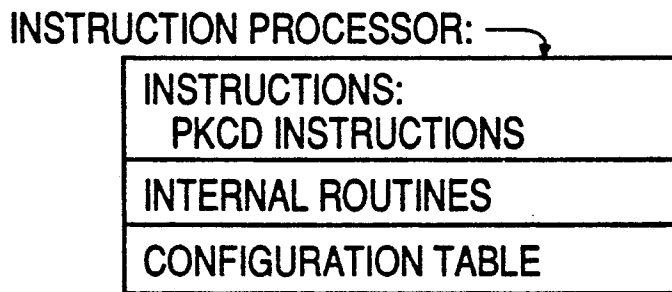 INSTRUCTION PROCESSOR:
INSTRUCTIONS:
PKCD INSTRUCTIONS
INTERNAL ROUTINES
CONFIGURATION TABLE